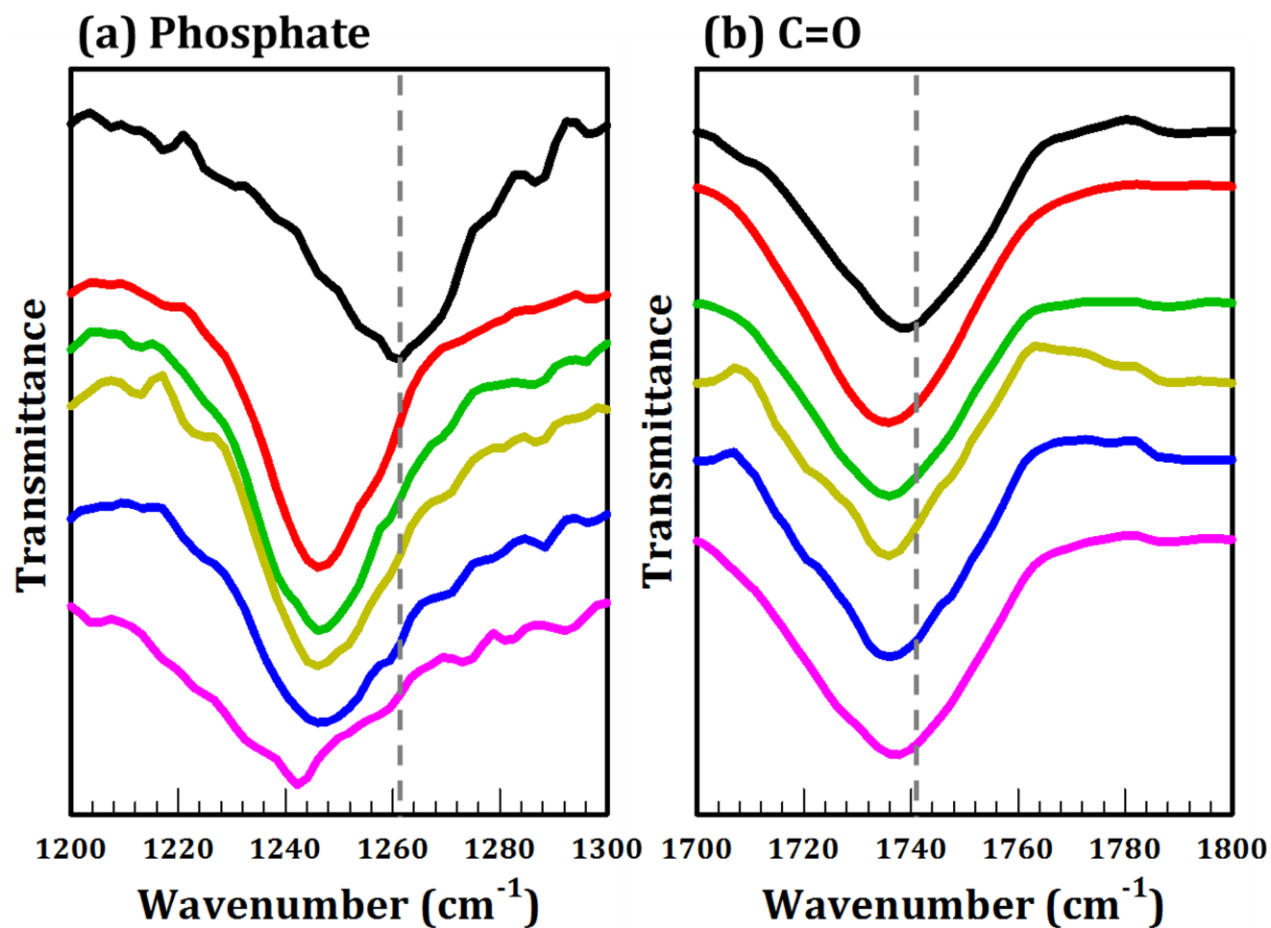 (a) Phosphate
(b) C=O
Transmittance
Transmittance
1200 1220 1240 1260 1280 1300
1700 1720 1740 1760 1780 1800
Wavenumber (cm⁻¹)
Wavenumber (cm⁻¹)